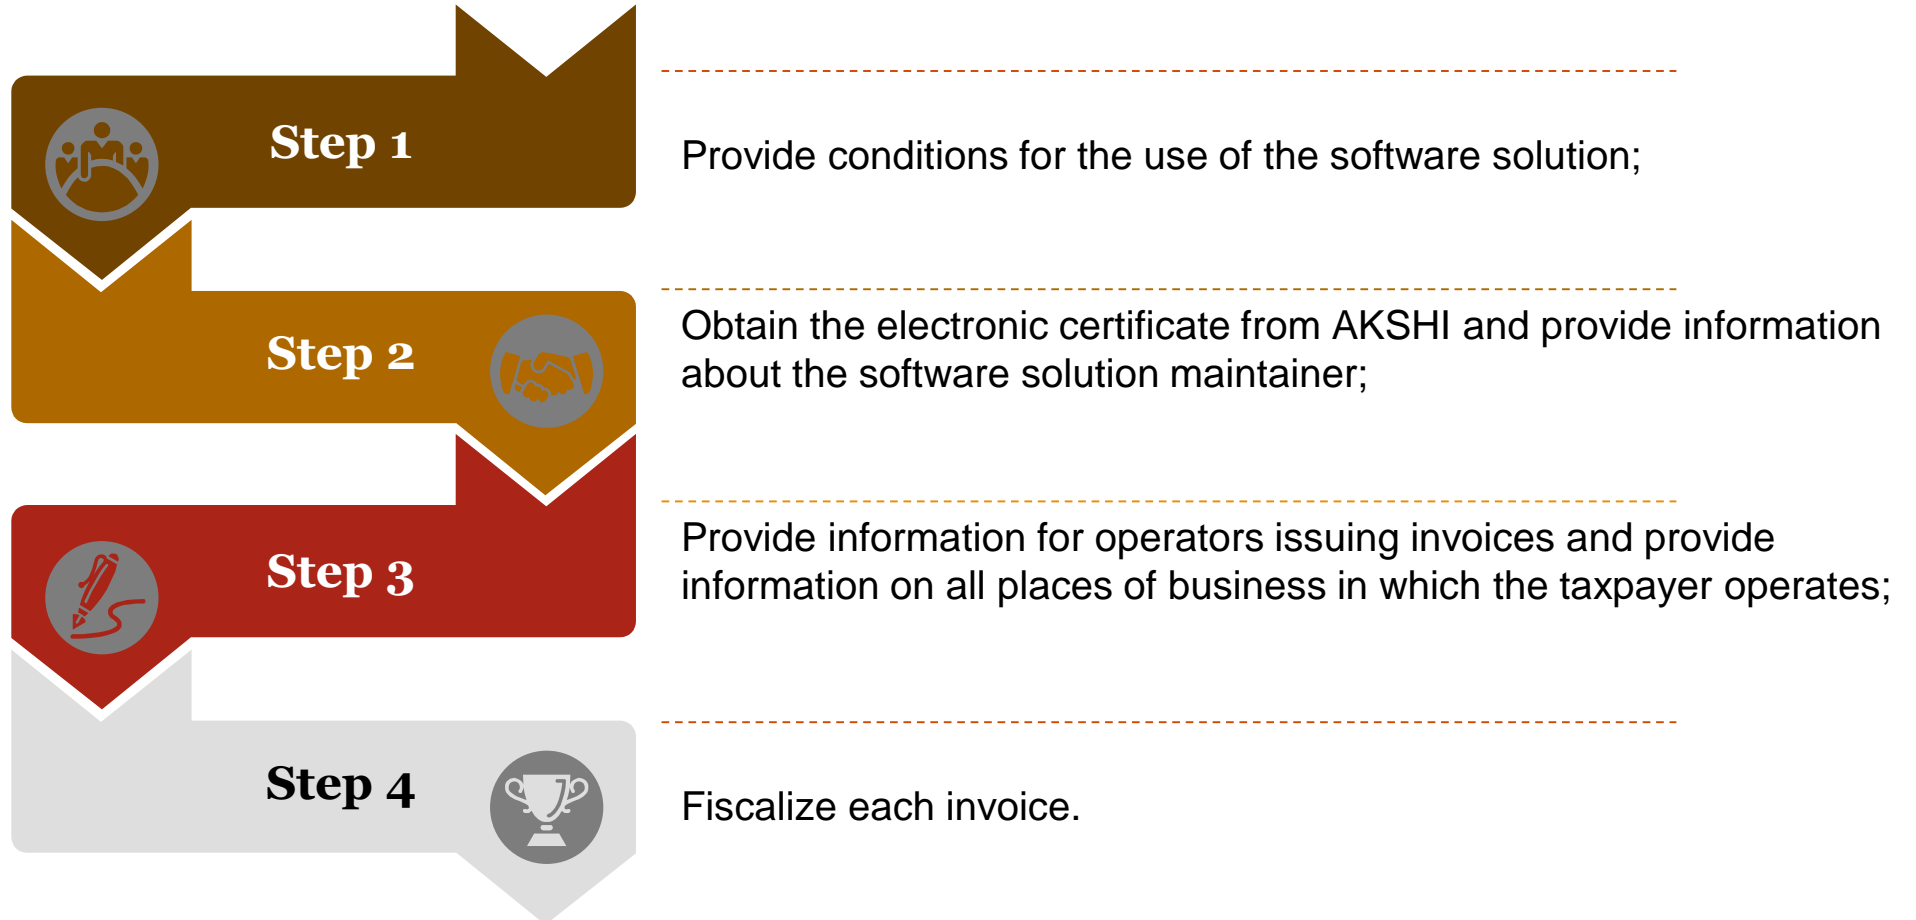 Step 1
Provide conditions for the use of the software solution;
Step 2
Obtain the electronic certificate from AKSHI and provide information
about the software solution maintainer;
Step 3
Provide information for operators issuing invoices and provide
information on all places of business in which the taxpayer operates;
Step 4
Fiscalize each invoice.